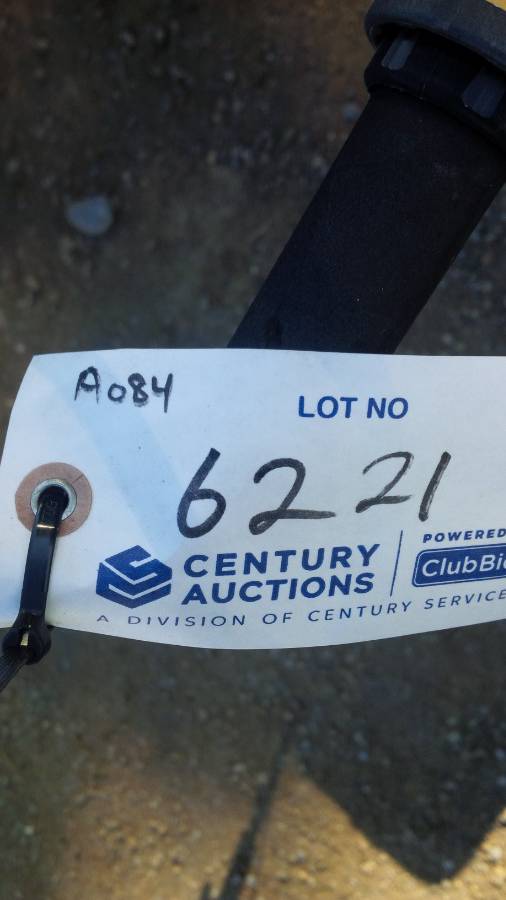 A084
LOT NO
6221
CENTURY AUCTIONS
POWERED
ClubBi
A DIVISION OF CENTURY SERVICE